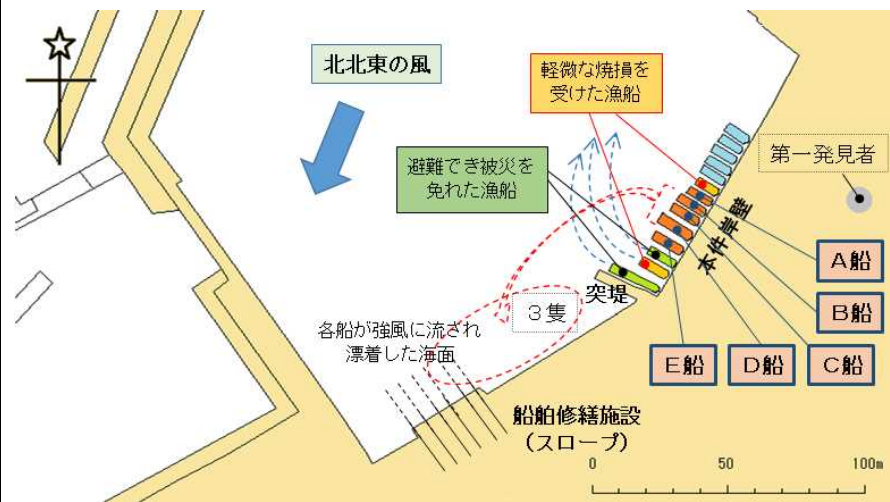 北北東の風
軽微な焼損を
受けた漁船
避難でき被災を
免れた漁船
第一発見者
本件岸壁
A船
B船
突堤
3隻
各船が強風に流され
漂着した海面
E船
D船
C船
船舶修繕施設
(スロープ)
0
50
100m